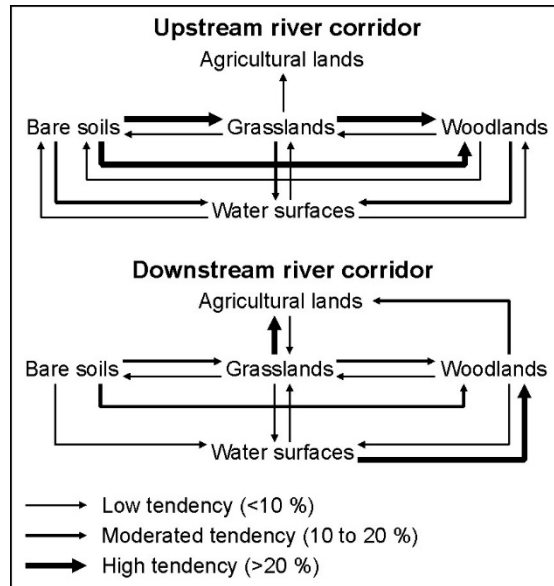 Upstream river corridor
Agricultural lands
Bare soils Grasslands Woodlands
Water surfaces
Downstream river corridor
Agricultural lands
Bare soils Grasslands Woodlands
Water surfaces
Low tendency (<10 %)
Moderated tendency (10 to 20 %)
High tendency (>20 %)